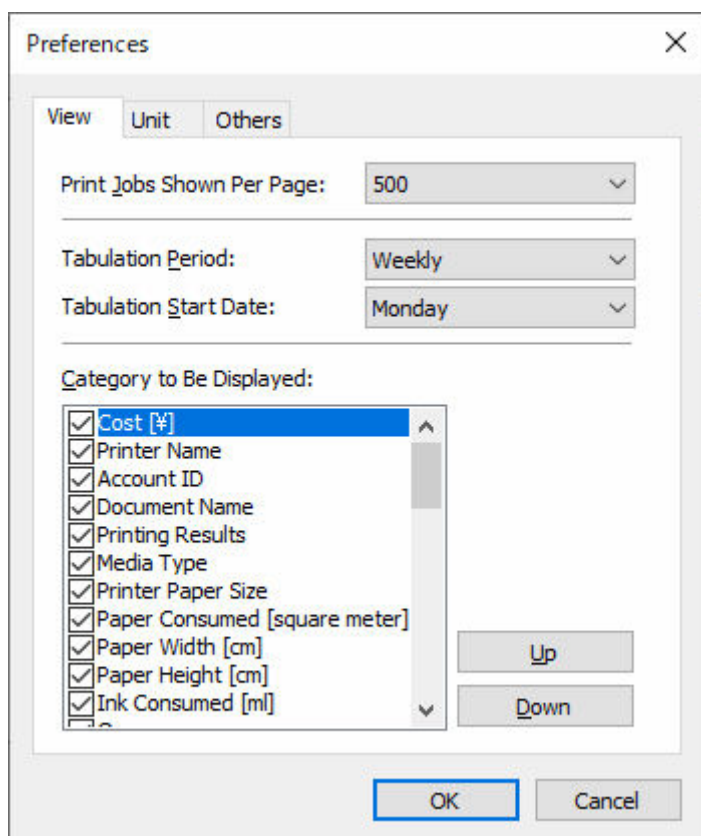 Preferences
View Unit Others
Print Jobs Shown Per Page: 500
Tabulation Period: Weekly
Tabulation Start Date: Monday
Category to Be Displayed:
Cost [¥]
Printer Name
Account ID
Document Name
Printing Results
Media Type
Printer Paper Size
Paper Consumed [square meter]
Paper Width [cm]
Paper Height [cm]
Up
Ink Consumed [ml]
Down
OK Cancel